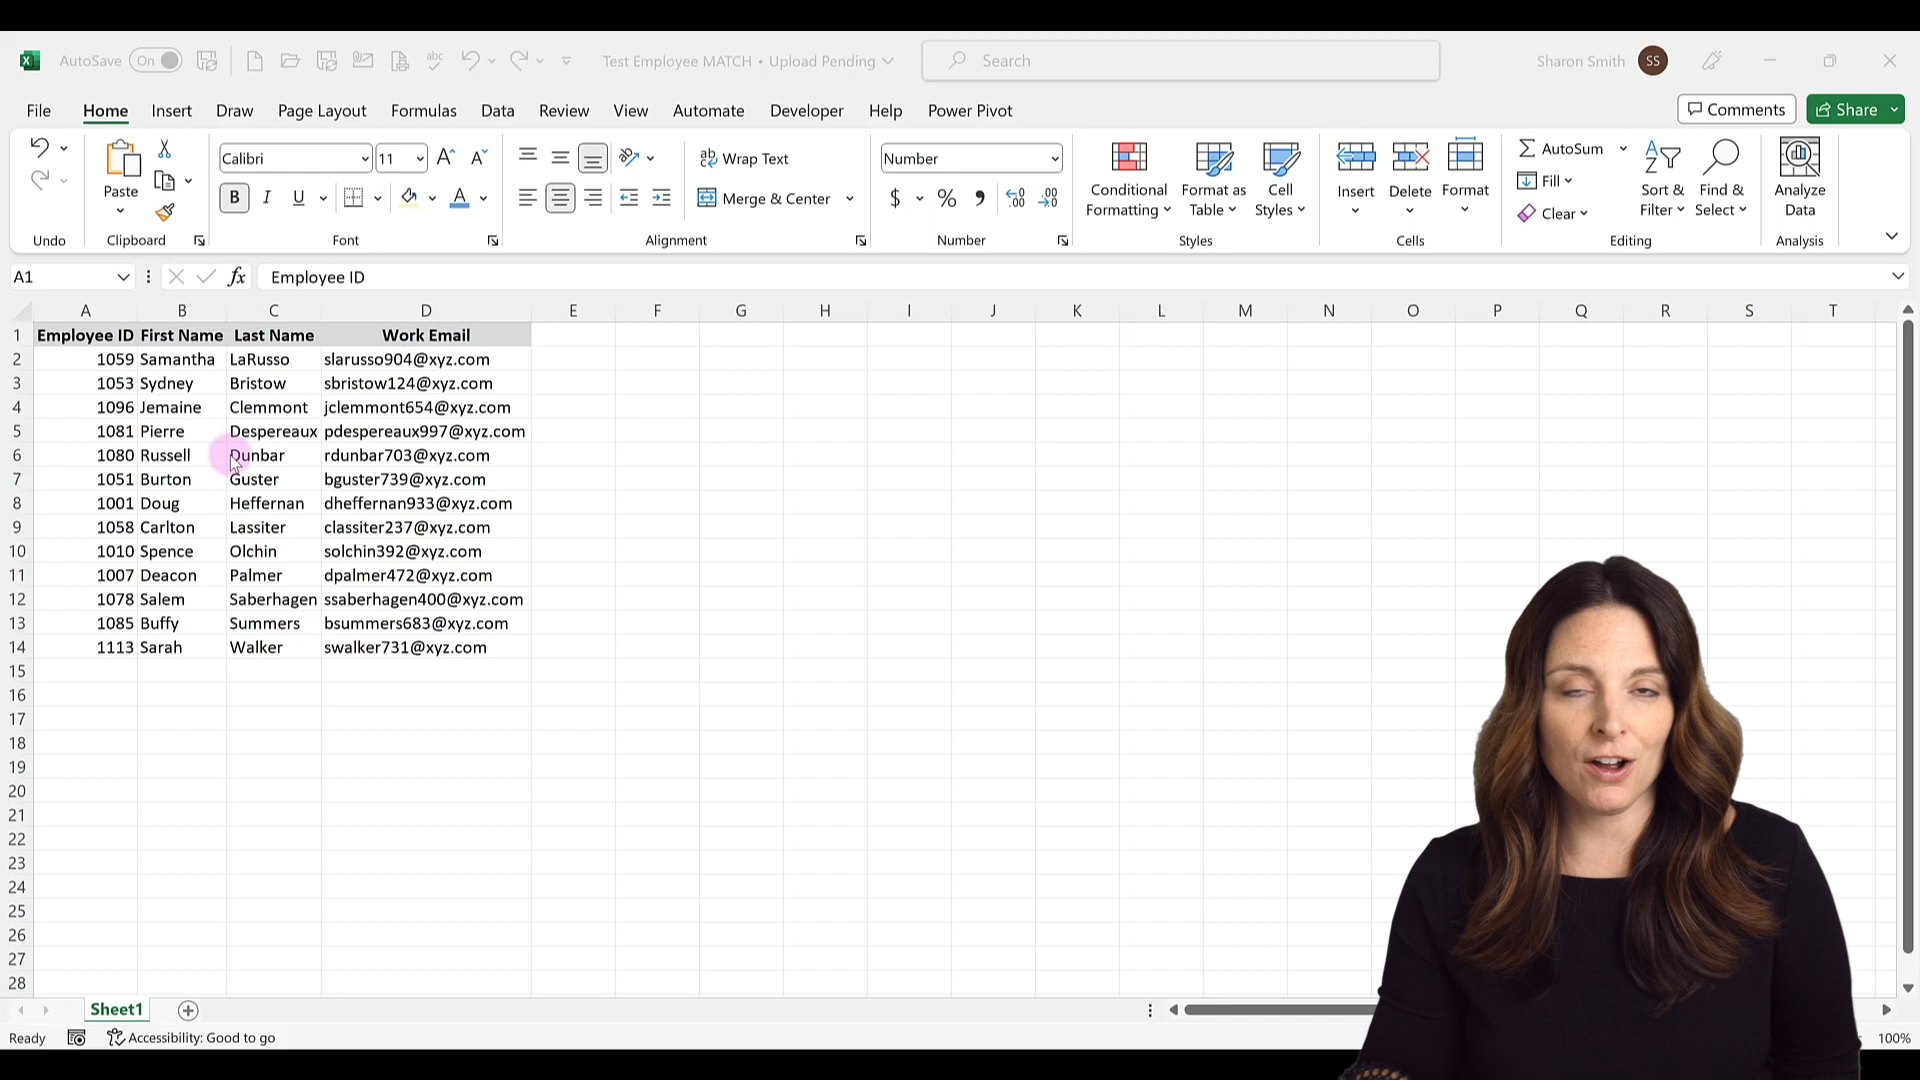 AutoSave On Test Employee MATCH • Upload Pending Search Sharon Smith SS
File Home Insert Draw Page Layout Formulas Data Review View Automate Developer Help Power Pivot Comments Share
Paste Calibri 11 Wrap Text Number Conditional Formatting Format as Table Cell Styles Insert Delete Format AutoSum Sort & Filter Find & Select Analyze Data
B I U A Merge & Center $ % Fill
Clear
Undo Clipboard Font Alignment Number Styles Cells Editing Analysis
A1 fx Employee ID
A B C D E F G H I J K L M N O P Q R S T
1 Employee ID First Name Last Name Work Email
2 1059 Samantha LaRusso slarusso904@xyz.com
3 1053 Sydney Bristow sbristow124@xyz.com
4 1096 Jemaine Clemmont jclemmont654@xyz.com
5 1081 Pierre Despereaux pdespereaux997@xyz.com
6 1080 Russell Dunbar rdunbar703@xyz.com
7 1051 Burton Guster bguster739@xyz.com
8 1001 Doug Heffernan dheffernan933@xyz.com
9 1058 Carlton Lassiter classiter237@xyz.com
10 1010 Spence Olchin solchin392@xyz.com
11 1007 Deacon Palmer dpalmer472@xyz.com
12 1078 Salem Saberhagen ssaberhagen400@xyz.com
13 1085 Buffy Summers bsummers683@xyz.com
14 1113 Sarah Walker swalker731@xyz.com
15
16
17
18
19
20
21
22
23
24
25
26
27
28
Sheet1
Ready Accessibility: Good to go 100%